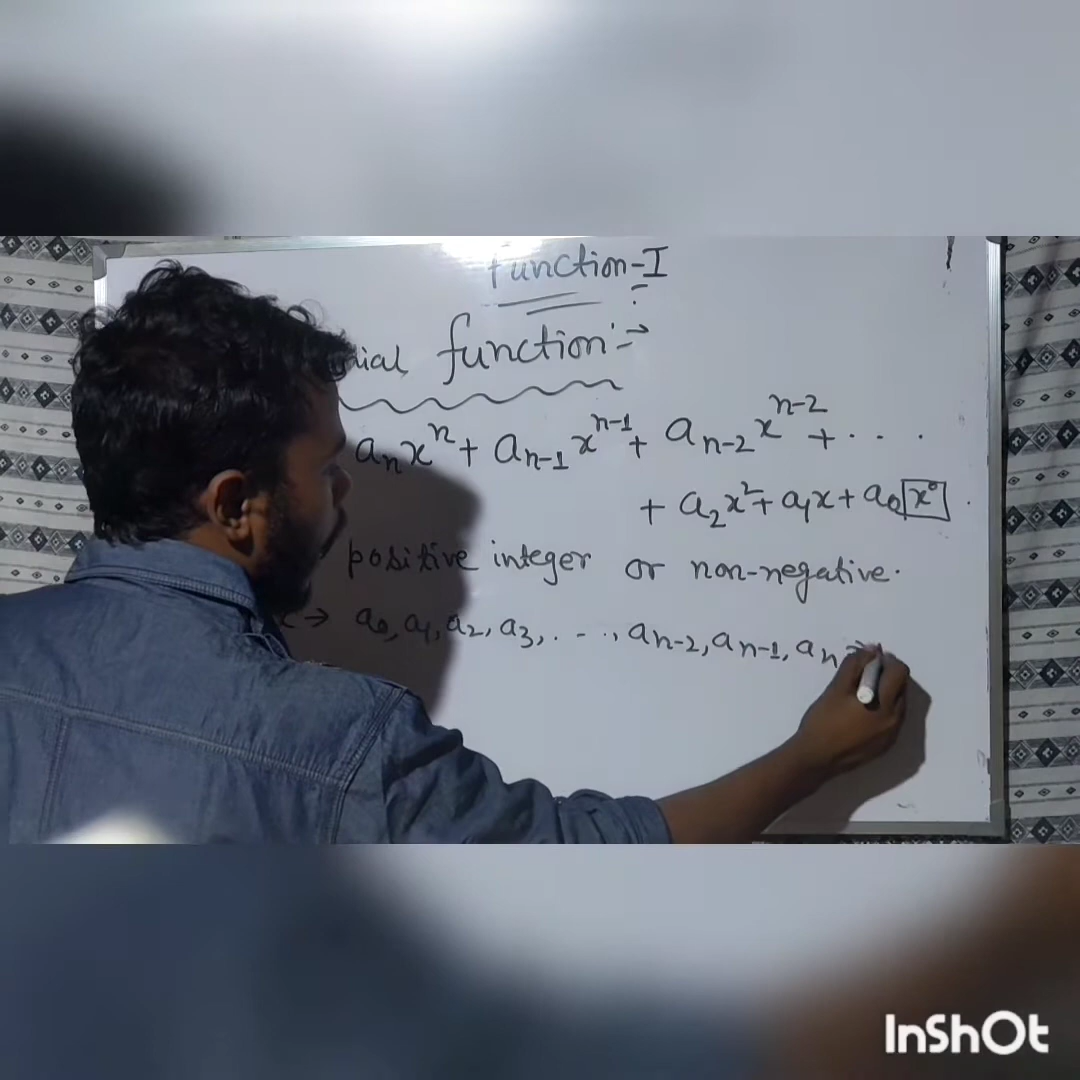 Function-I
function:→
aₙxⁿ + aₙ₋₁xⁿ⁻¹ + aₙ₋₂xⁿ⁻² + ....
+ a₂x² + a₁x + a₀x⁰.
positive integer or non-negative.
→ a₀, a₁, a₂, a₃, ...., aₙ₋₂, aₙ₋₁, aₙ
InShOt